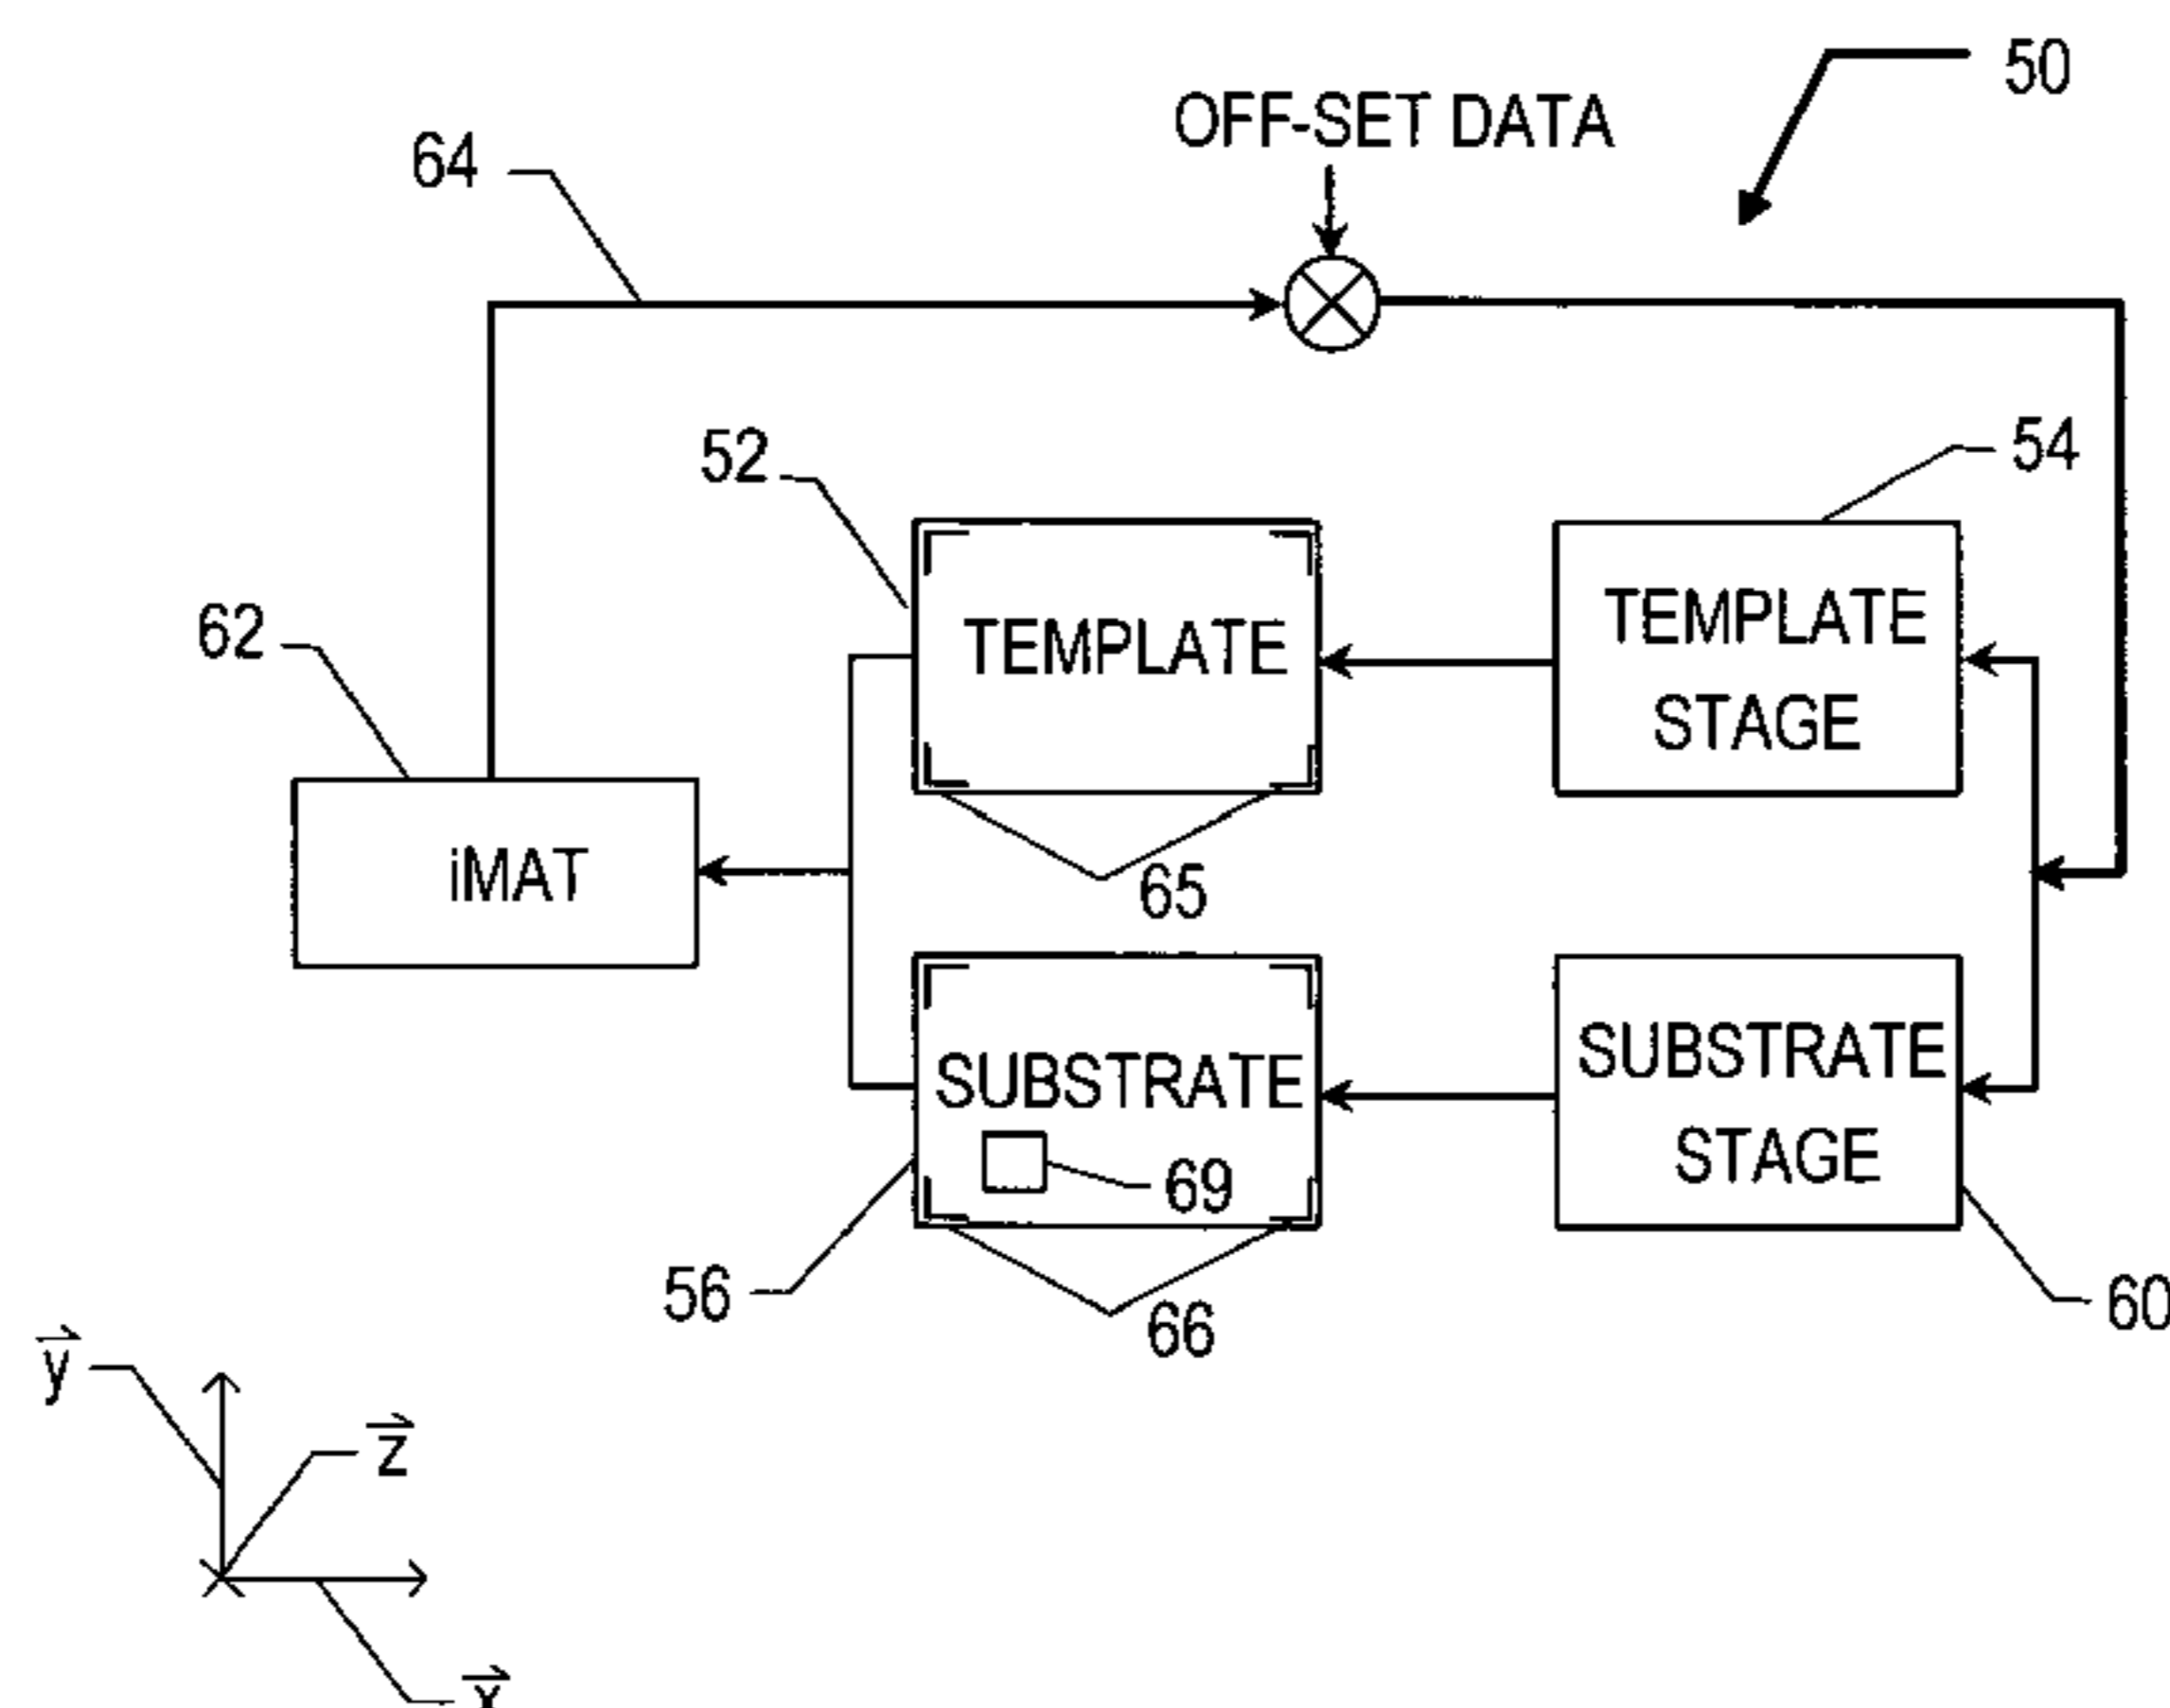 50
OFF-SET DATA
64
52
54
TEMPLATE
TEMPLATE
STAGE
62
iMAT
65
SUBSTRATE
69
SUBSTRATE
STAGE
56
66
60
y
z
x